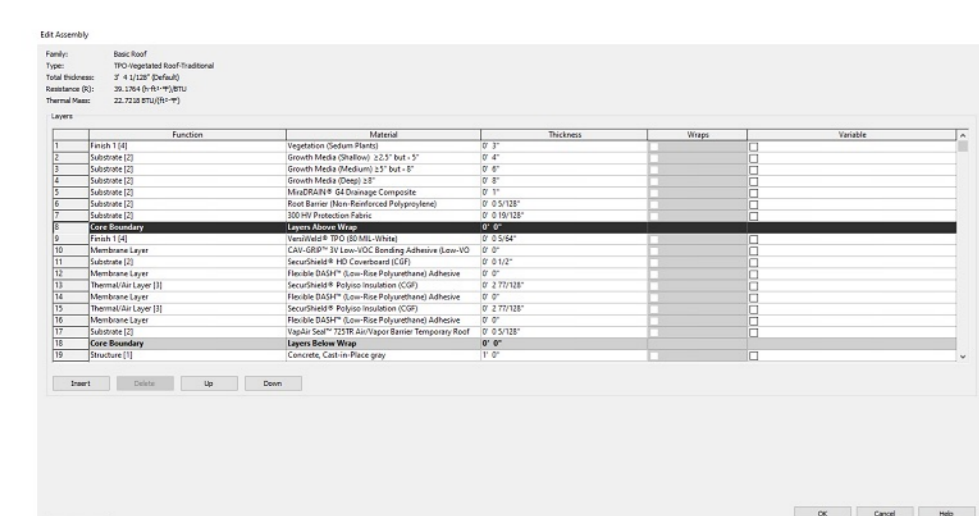 Edit Assembly
Family: Basic Roof
Type: TPO-Vegetated Roof-Traditional
Total thickness: 3' 4 1/128" (Default)
Resistance (R): 39.1764 (h·ft²·°F)/BTU
Thermal Mass: 22.7218 BTU/(ft²·°F)
Layers
Function Material Thickness Wraps Variable
1 Finish 1 [4] Vegetation (Sedum Plants) 0' 3"
2 Substrate [2] Growth Media (Shallow) ≥2.5" but - 5" 0' 4"
3 Substrate [2] Growth Media (Medium) ≥5" but - 8" 0' 6"
4 Substrate [2] Growth Media (Deep) ≥8" 0' 8"
5 Substrate [2] MiraDRAIN® G4 Drainage Composite 0' 1"
6 Substrate [2] Root Barrier (Non-Reinforced Polyproylene) 0' 0 5/128"
7 Substrate [2] 300 HV Protection Fabric 0' 0 19/128"
8 Core Boundary Layers Above Wrap 0' 0"
9 Finish 1 [4] VersiWeld® TPO (80 MIL-White) 0' 0 5/64"
10 Membrane Layer CAV-GRIP™ 3V Low-VOC Bonding Adhesive (Low-VO 0' 0"
11 Substrate [2] SecurShield® HD Coverboard (CGF) 0' 0 1/2"
12 Membrane Layer Flexible DASH™ (Low-Rise Polyurethane) Adhesive 0' 0"
13 Thermal/Air Layer [3] SecurShield® Polyiso Insulation (CGF) 0' 2 77/128"
14 Membrane Layer Flexible DASH™ (Low-Rise Polyurethane) Adhesive 0' 0"
15 Thermal/Air Layer [3] SecurShield® Polyiso Insulation (CGF) 0' 2 77/128"
16 Membrane Layer Flexible DASH™ (Low-Rise Polyurethane) Adhesive 0' 0"
17 Substrate [2] VapAir Seal™ 725TR Air/Vapor Barrier Temporary Roof 0' 0 5/128"
18 Core Boundary Layers Below Wrap 0' 0"
19 Structure [1] Concrete, Cast-in-Place gray 1' 0"
Insert Delete Up Down
OK Cancel Help